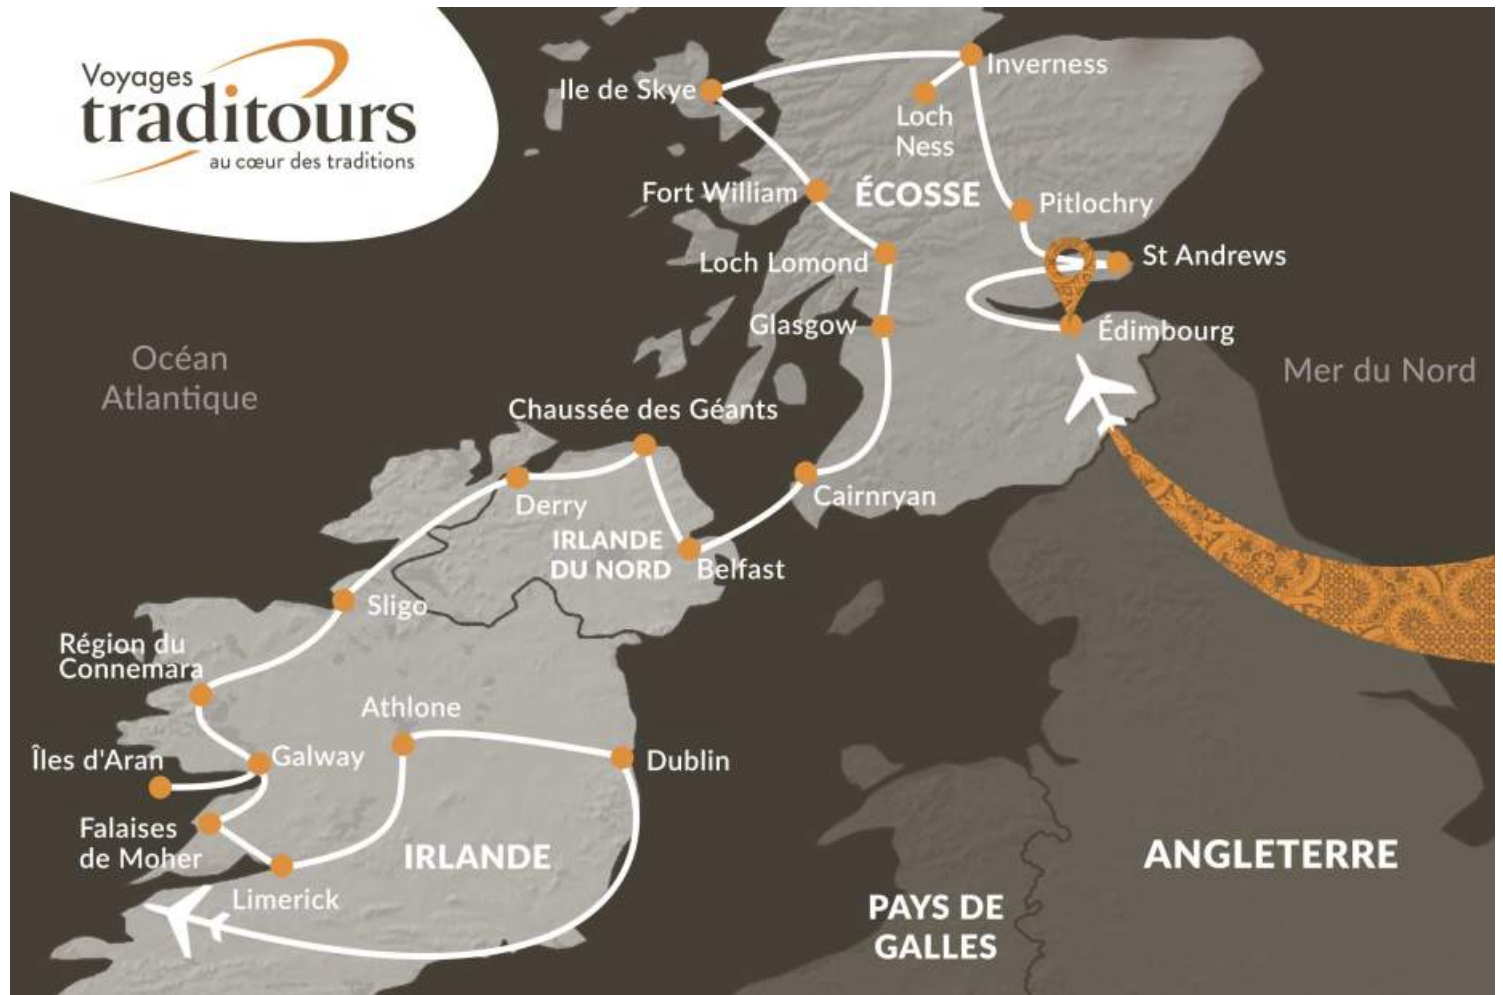 Voyages
traditours
au cœur des traditions
Inverness
Ile de Skye
Loch
Ness
Fort William
ÉCOSSE
Pitlochry
St Andrews
Loch Lomond
Glasgow
Édimbourg
Océan
Atlantique
Mer du Nord
Chaussée des Géants
Cairnryan
Derry
IRLANDE
DU NORD
Belfast
Sligo
Région du
Connemara
Athlone
Îles d'Aran
Galway
Dublin
Falaises
de Moher
IRLANDE
Limerick
ANGLETERRE
PAYS DE
GALLES